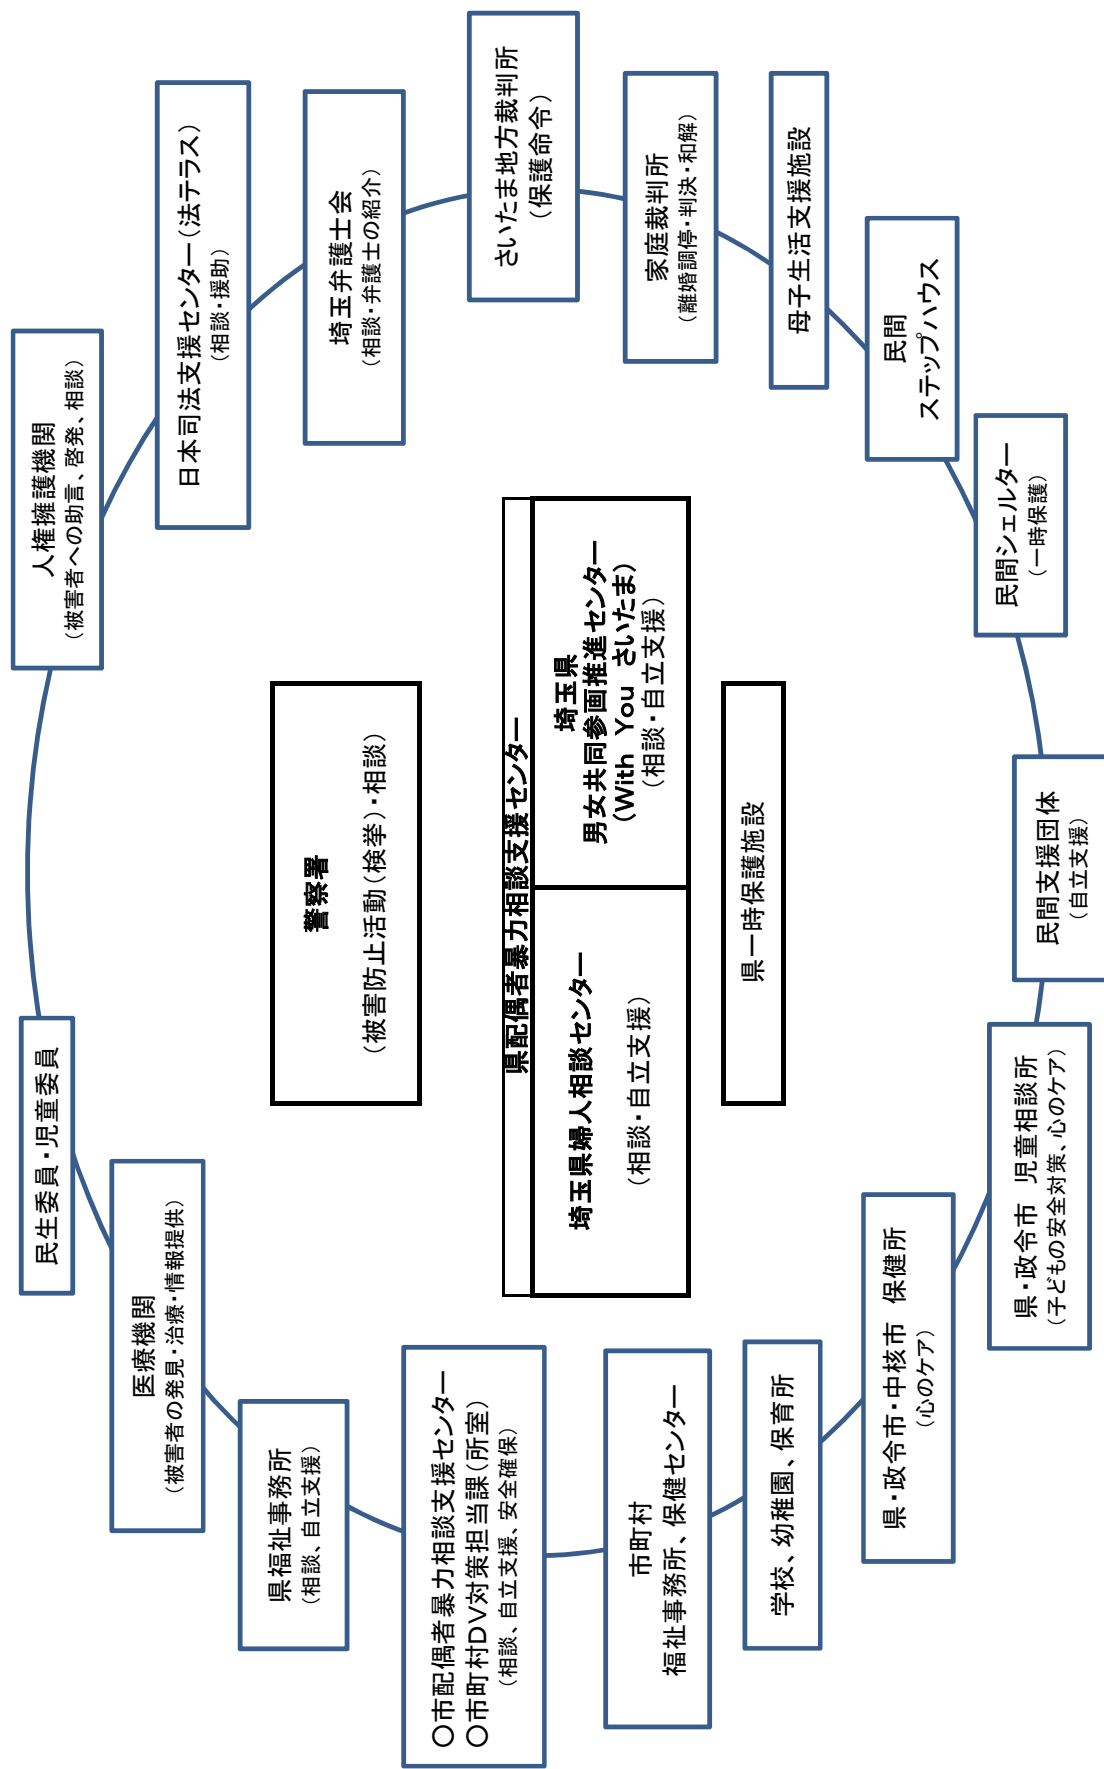 民生委員・児童委員
人権擁護機関
（被害者への助言、啓発、相談）
医療機関
（被害者の発見・治療・情報提供）
日本司法支援センター（法テラス）
（相談・援助）
県福祉事務所
（相談、自立支援）
警察署
（被害防止活動（検挙）・相談）
埼玉弁護士会
（相談・弁護士の紹介）
〇市配偶者暴力相談支援センター
〇市町村DV対策担当課（所室）
（相談、自立支援、安全確保）
県配偶者暴力相談支援センター
埼玉県婦人相談センター
（相談・自立支援）
埼玉県
男女共同参画推進センター
（With You さいたま）
（相談・自立支援）
さいたま地方裁判所
（保護命令）
市町村
福祉事務所、保健センター
家庭裁判所
（離婚調停・判決・和解）
県一時保護施設
学校、幼稚園、保育所
母子生活支援施設
県・政令市・中核市 保健所
（心のケア）
民間
ステップハウス
県・政令市 児童相談所
（子どもの安全対策、心のケア）
民間支援団体
（自立支援）
民間シェルター
（一時保護）